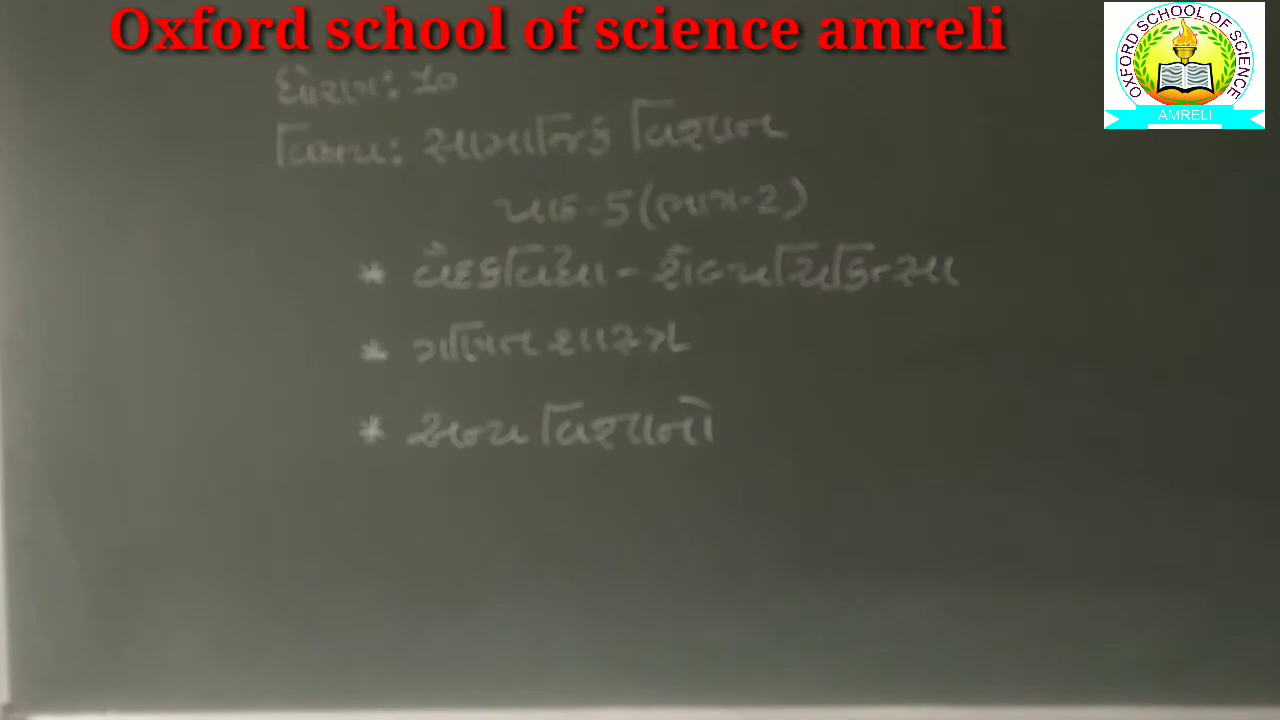 Oxford school of science amreli
OXFORD SCHOOL OF SCIENCE
AMRELI
ધોરણ: 10
વિષય: સામાજિક વિજ્ઞાન
પાઠ-5(ભાગ-2)
* વૈદકવિદ્યા - શૈલ્યચિકિત્સા
* ગણિતશાસ્ત્ર
* અન્ય વિજ્ઞાનો